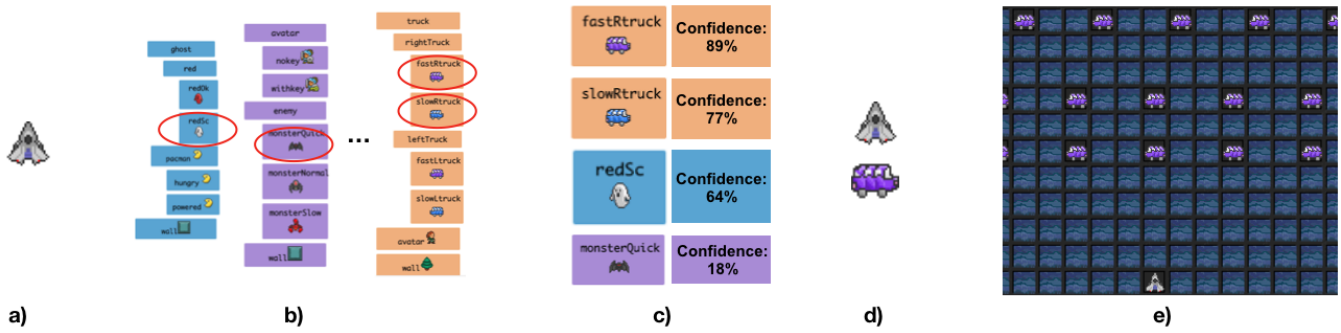 ghost
red
redOk
redSc
pacman
hungry
powered
wall
avatar
nokey
withkey
enemy
monsterQuick
monsterNormal
monsterSlow
wall
...
truck
rightTruck
fastRtruck
slowRtruck
leftTruck
fastLtruck
slowLtruck
avatar
wall
fastRtruck
Confidence:
89%
slowRtruck
Confidence:
77%
redSc
Confidence:
64%
monsterQuick
Confidence:
18%
a)
b)
c)
d)
e)